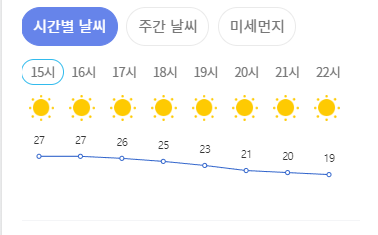 시간별 날씨 주간 날씨 미세먼지
15시 16시 17시 18시 19시 20시 21시 22시
27 27 26 25 23 21 20 19